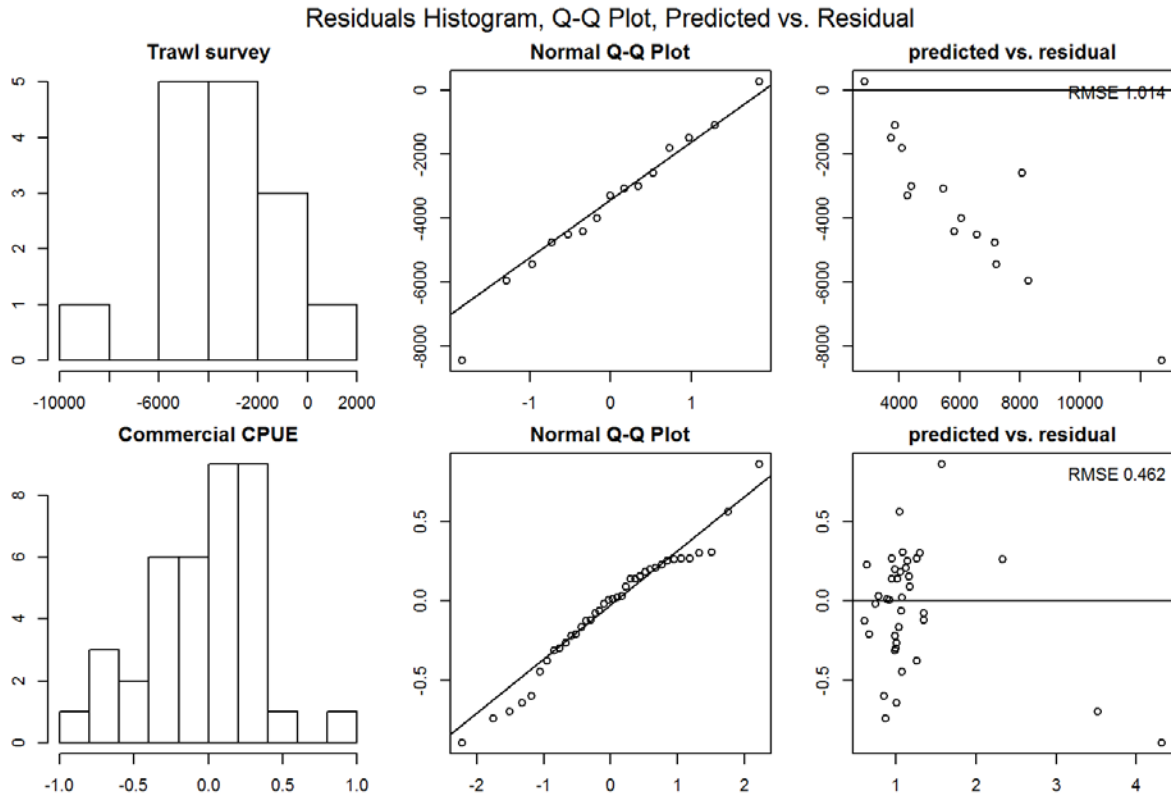 Residuals Histogram, Q-Q Plot, Predicted vs. Residual
Trawl survey
0 1 2 3 4 5
-10000 -6000 -2000 0 2000
Normal Q-Q Plot
0 -2000 -4000 -6000 -8000
-1 0 1
predicted vs. residual
RMSE 1.014
0 -2000 -4000 -6000 -8000
4000 6000 8000 10000
Commercial CPUE
0 2 4 6 8
-1.0 -0.5 0.0 0.5 1.0
Normal Q-Q Plot
0.5 0.0 -0.5
-2 -1 0 1 2
predicted vs. residual
RMSE 0.462
0.5 0.0 -0.5
1 2 3 4